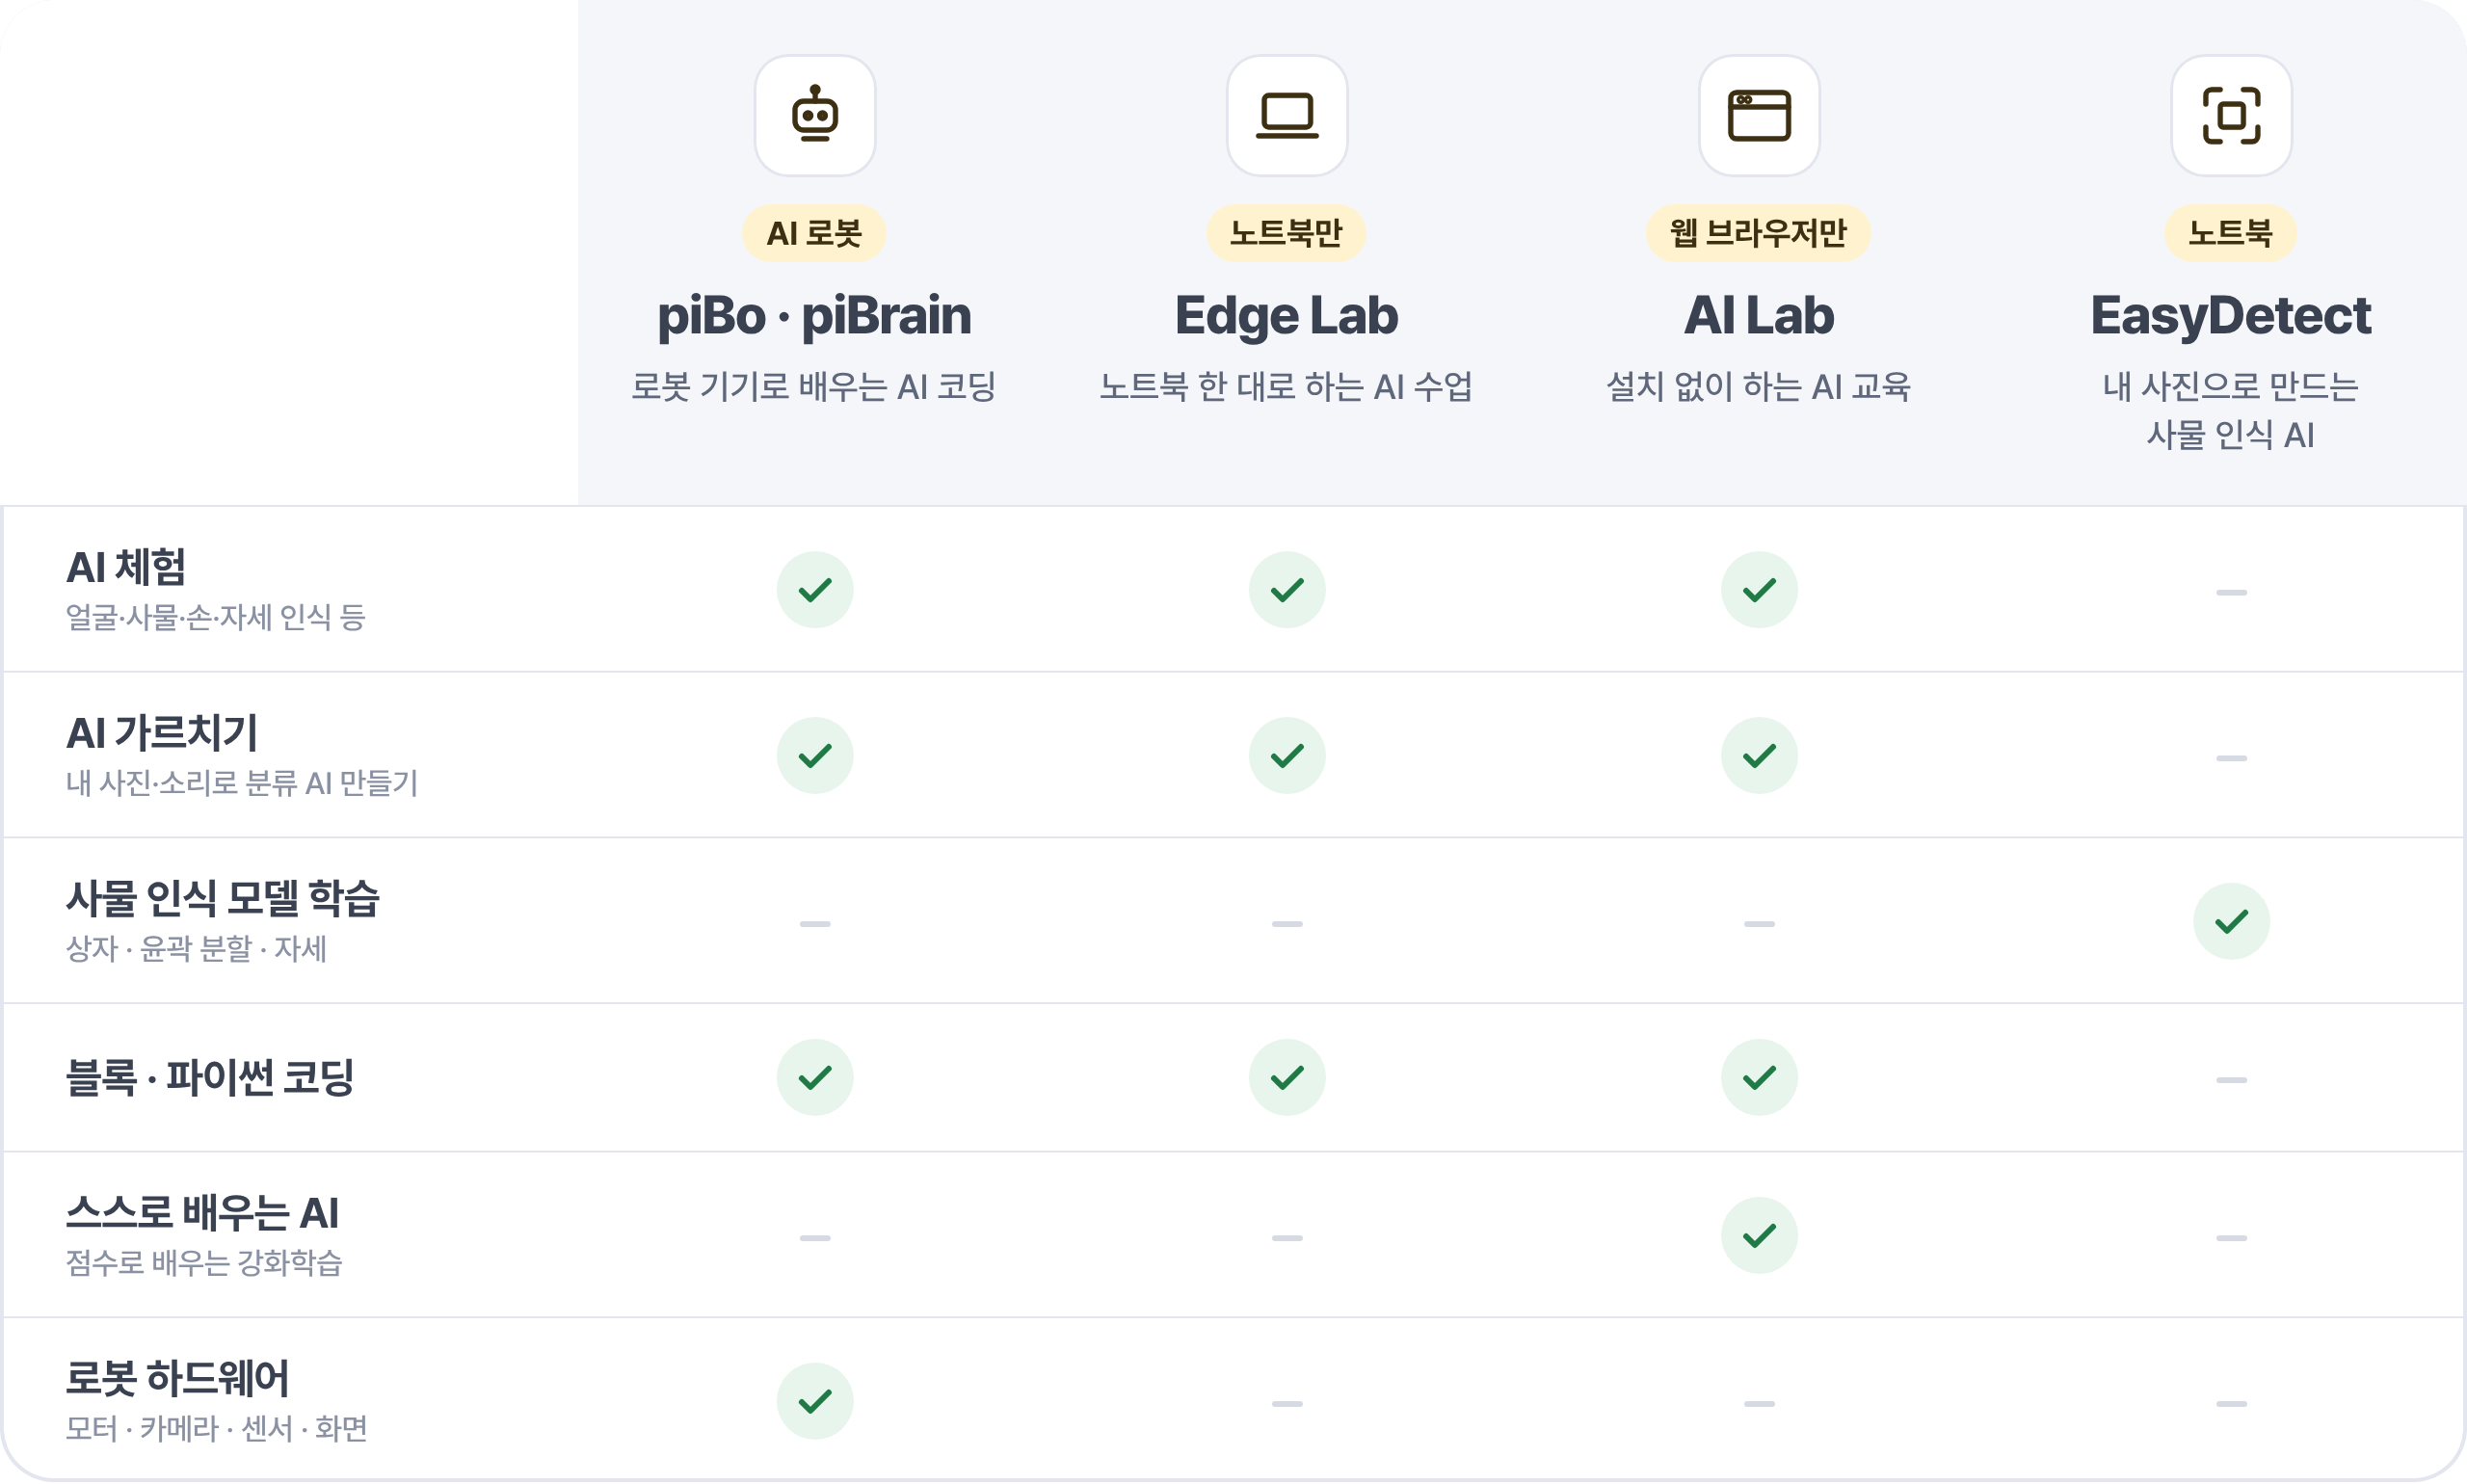 AI 로봇
piBo · piBrain
로봇 기기로 배우는 AI 코딩
노트북만
Edge Lab
노트북 한 대로 하는 AI 수업
웹 브라우저만
AI Lab
설치 없이 하는 AI 교육
노트북
EasyDetect
내 사진으로 만드는
사물 인식 AI
AI 체험
얼굴·사물·손·자세 인식 등
AI 가르치기
내 사진·소리로 분류 AI 만들기
사물 인식 모델 학습
상자 · 윤곽 분할 · 자세
블록 · 파이썬 코딩
스스로 배우는 AI
점수로 배우는 강화학습
로봇 하드웨어
모터 · 카메라 · 센서 · 화면